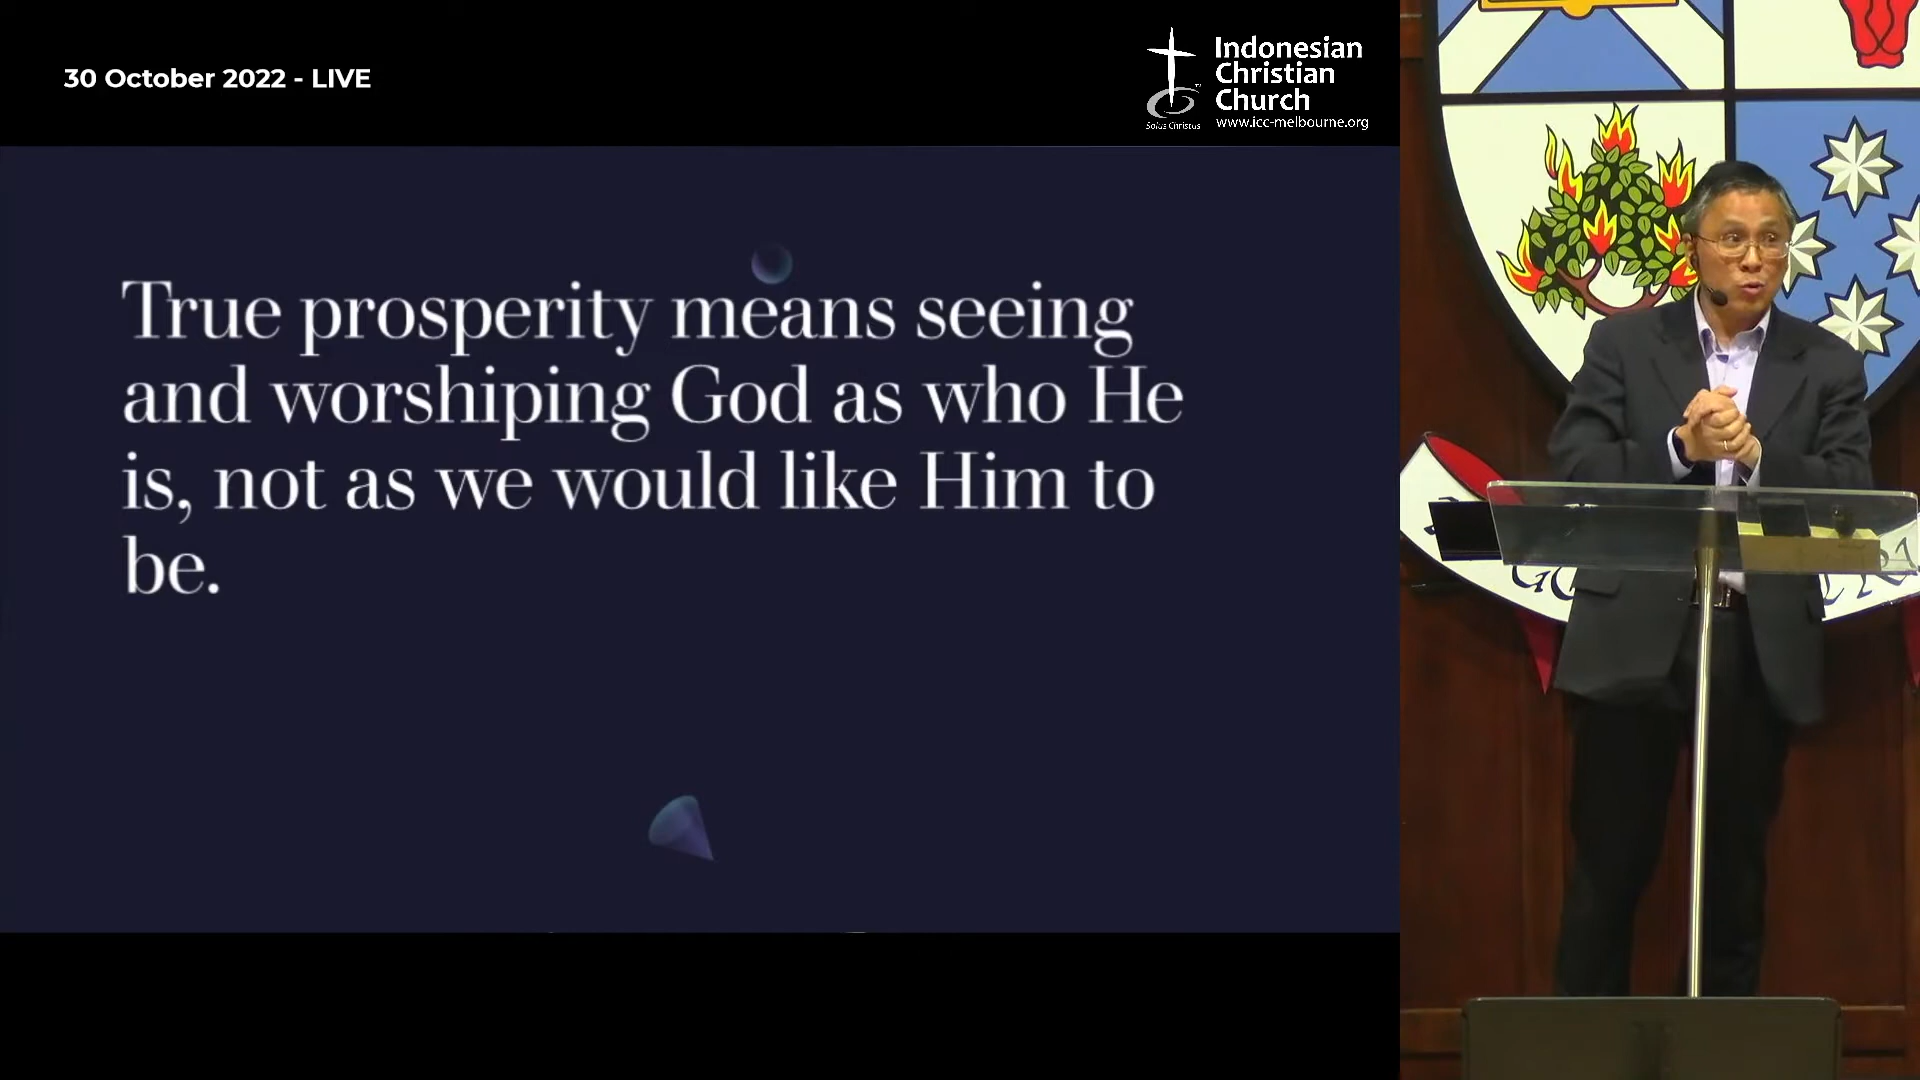 30 October 2022 - LIVE
Indonesian
Christian
Church
Solus Christus
www.icc-melbourne.org
True prosperity means seeing
and worshiping God as who He
is, not as we would like Him to
be.